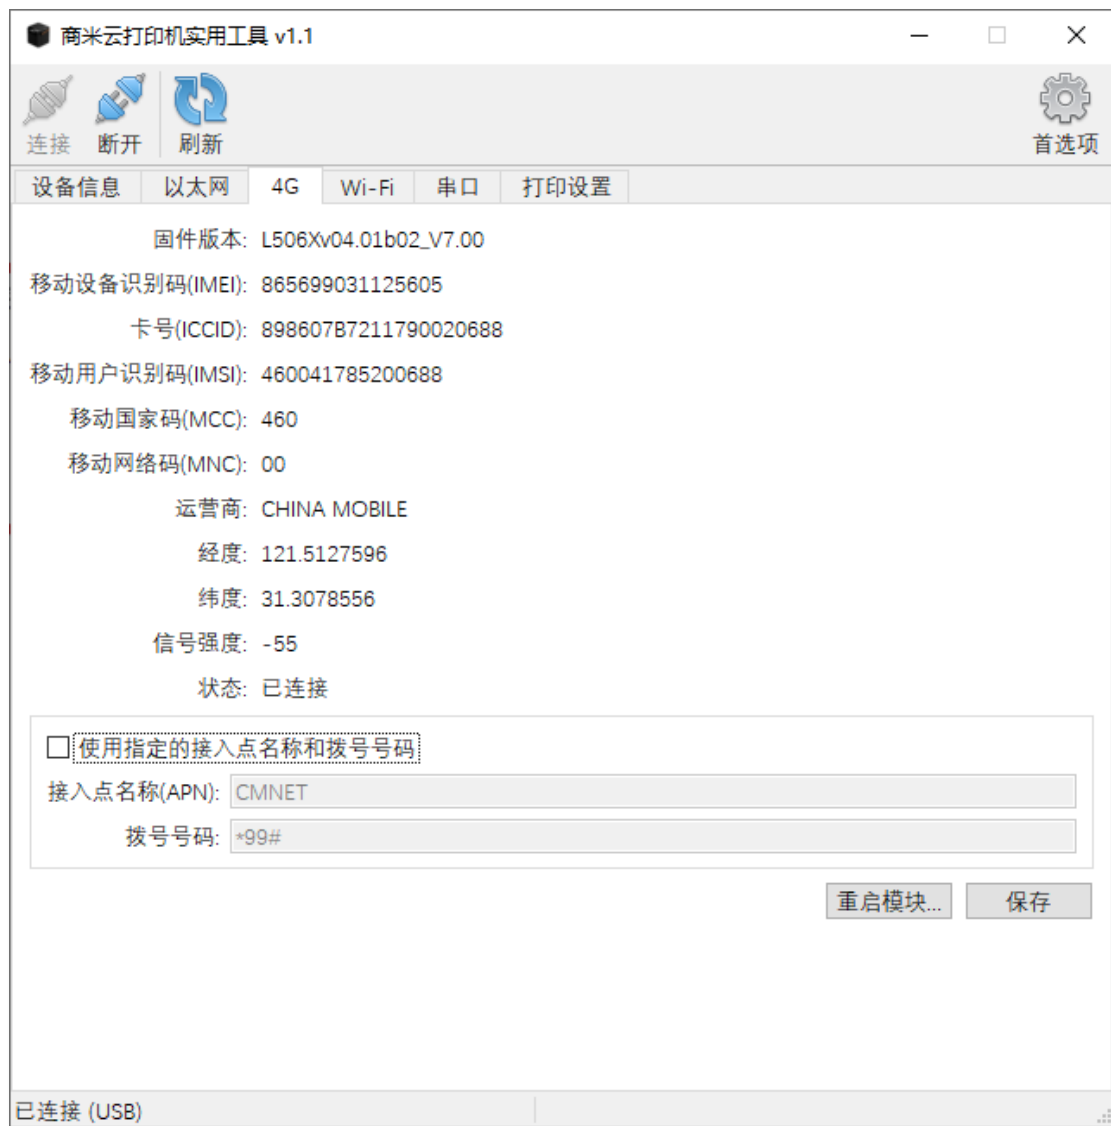 商米云打印机实用工具 v1.1
连接 断开 刷新 首选项
设备信息 以太网 4G Wi-Fi 串口 打印设置
固件版本: L506Xv04.01b02_V7.00
移动设备识别码(IMEI): 865699031125605
卡号(ICCID): 898607B7211790020688
移动用户识别码(IMSI): 460041785200688
移动国家码(MCC): 460
移动网络码(MNC): 00
运营商: CHINA MOBILE
经度: 121.5127596
纬度: 31.3078556
信号强度: -55
状态: 已连接
使用指定的接入点名称和拨号号码
接入点名称(APN): CMNET
拨号号码: *99#
重启模块... 保存
已连接 (USB)